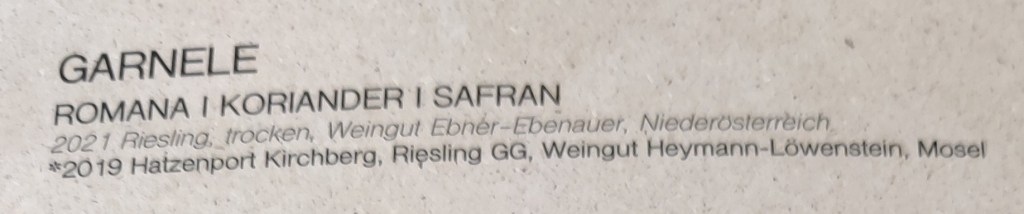 GARNELE
ROMANA I KORIANDER I SAFRAN
2021 Riesling, trocken, Weingut Ebner-Ebenauer, Niederösterreich
*2019 Hatzenport Kirchberg, Riesling GG, Weingut Heymann-Löwenstein, Mosel